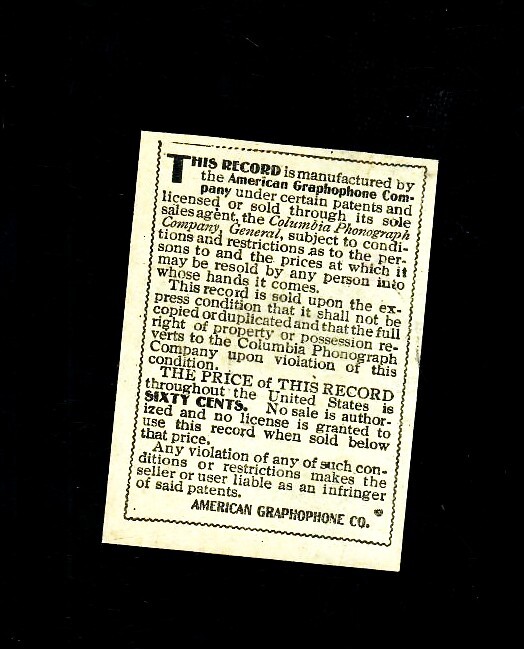 THIS RECORD is manufactured by
the American Graphophone Com-
pany under certain patents and
licensed or sold through its sole
sales agent, the Columbia Phonograph
Company, General, subject to condi-
tions and restrictions as to the per-
sons to and the prices at which it
may be resold by any person into
whose hands it comes.
This record is sold upon the ex-
press condition that it shall not be
copied or duplicated and that the full
right of property or possession re-
verts to the Columbia Phonograph
Company upon violation of this
condition.
THE PRICE of THIS RECORD
throughout the United States is
SIXTY CENTS. No sale is author-
ized and no license is granted to
use this record when sold below
that price.
Any violation of any of such con-
ditions or restrictions makes the
seller or user liable as an infringer
of said patents.
AMERICAN GRAPHOPHONE CO.